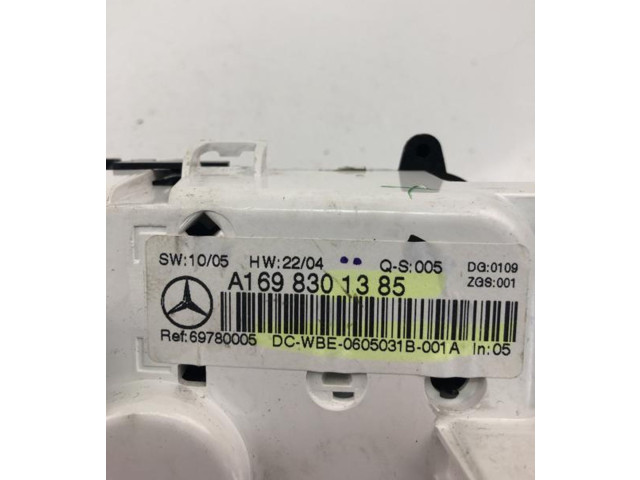 SW:10/05 HW:22/04 Q-S:005 DG:0109
A169 830 13 85 ZGS:001
Ref:69780005 DC-WBE-0605031B-001A In:05